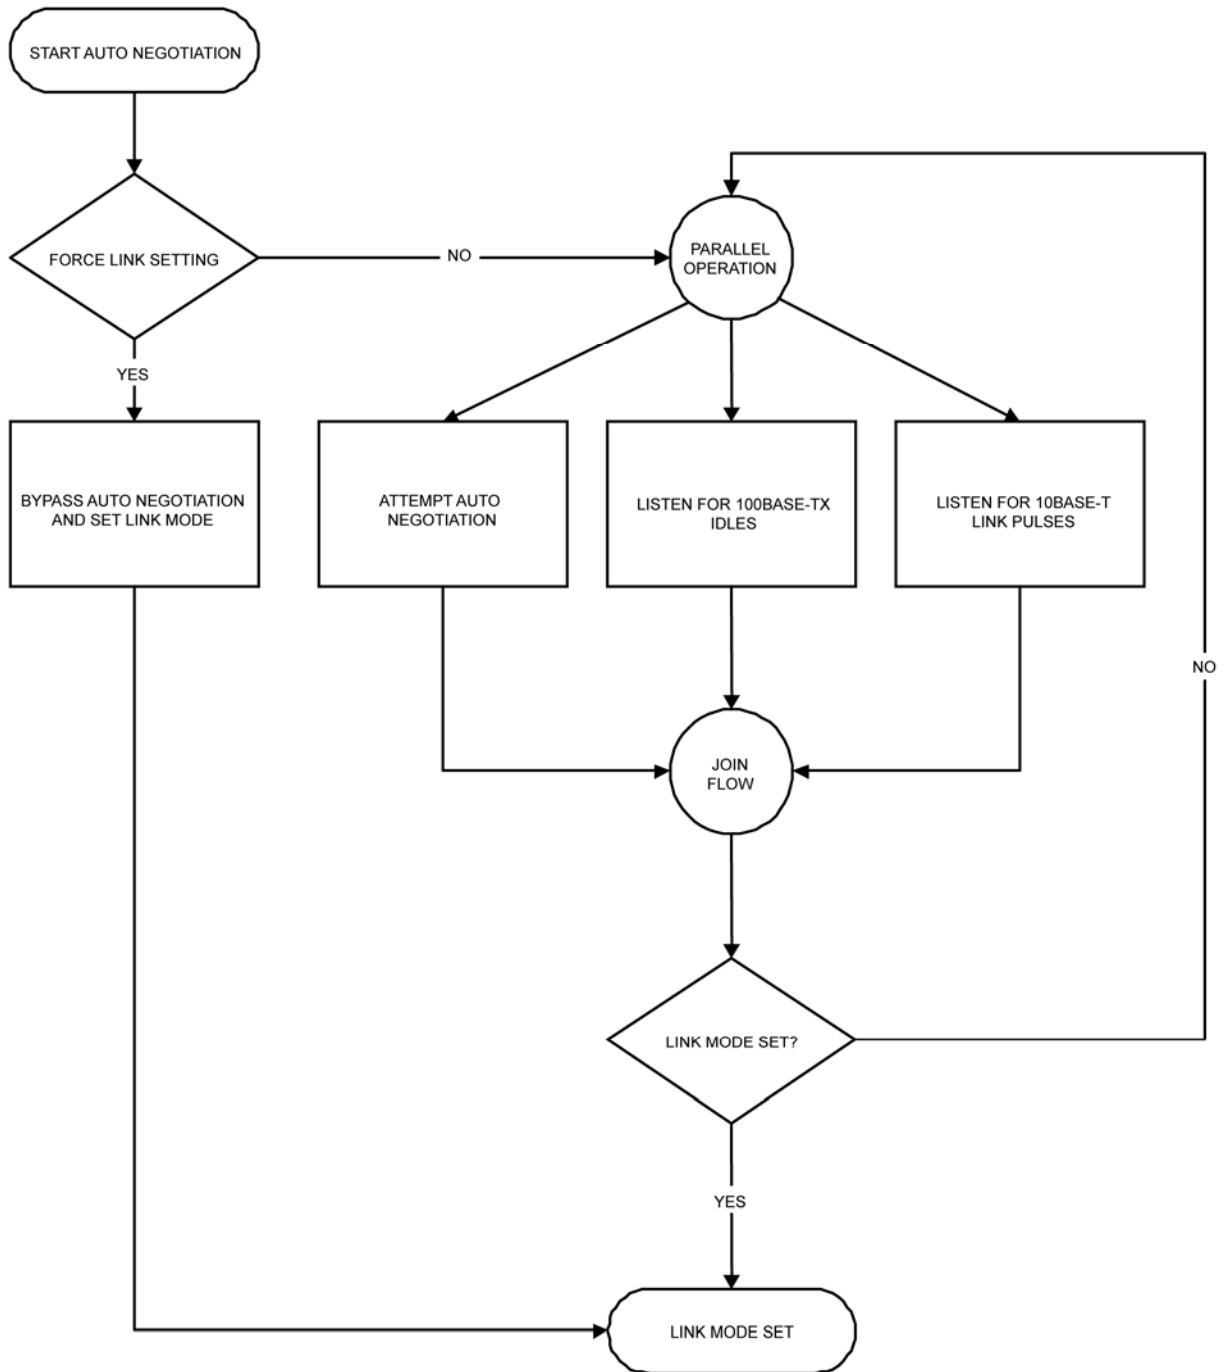 START AUTO NEGOTIATION
FORCE LINK SETTING
NO
PARALLEL
OPERATION
YES
BYPASS AUTO NEGOTIATION
AND SET LINK MODE
ATTEMPT AUTO
NEGOTIATION
LISTEN FOR 100BASE-TX
IDLES
LISTEN FOR 10BASE-T
LINK PULSES
NO
JOIN
FLOW
LINK MODE SET?
YES
LINK MODE SET